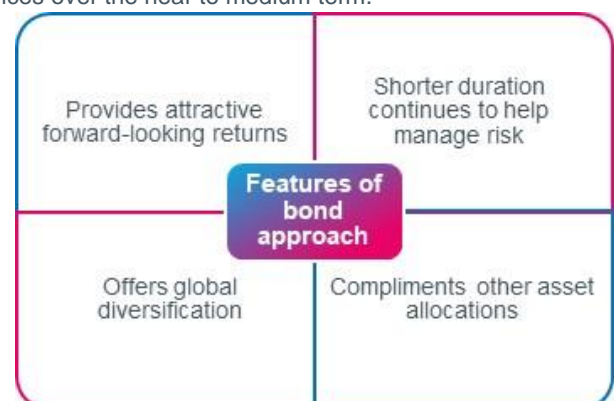 over the near to medium term.
Provides attractive
forward-looking returns
Shorter duration
continues to help
manage risk
Features of
bond
approach
Offers global
diversification
Compliments other asset
allocations